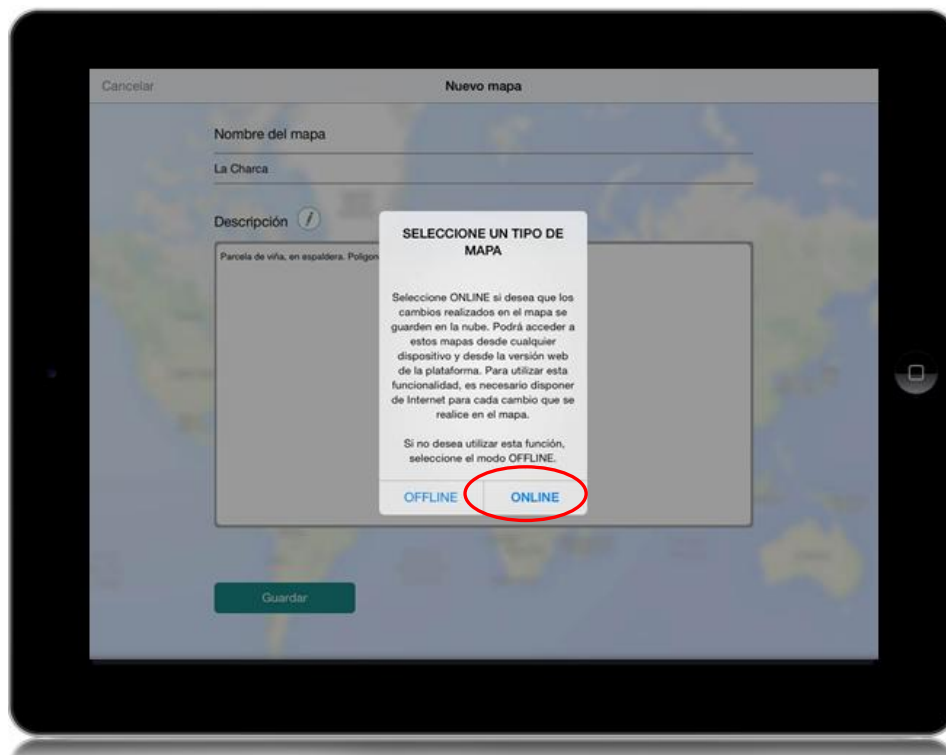 Cancelar
Nuevo mapa
Nombre del mapa
La Charca
Descripción
Parcela de viña, en espaldera. Poligon
SELECCIONE UN TIPO DE
MAPA
Seleccione ONLINE si desea que los
cambios realizados en el mapa se
guarden en la nube. Podrá acceder a
estos mapas desde cualquier
dispositivo y desde la versión web
de la plataforma. Para utilizar esta
funcionalidad, es necesario disponer
de Internet para cada cambio que se
realice en el mapa.
Si no desea utilizar esta función,
seleccione el modo OFFLINE.
OFFLINE
ONLINE
Guardar